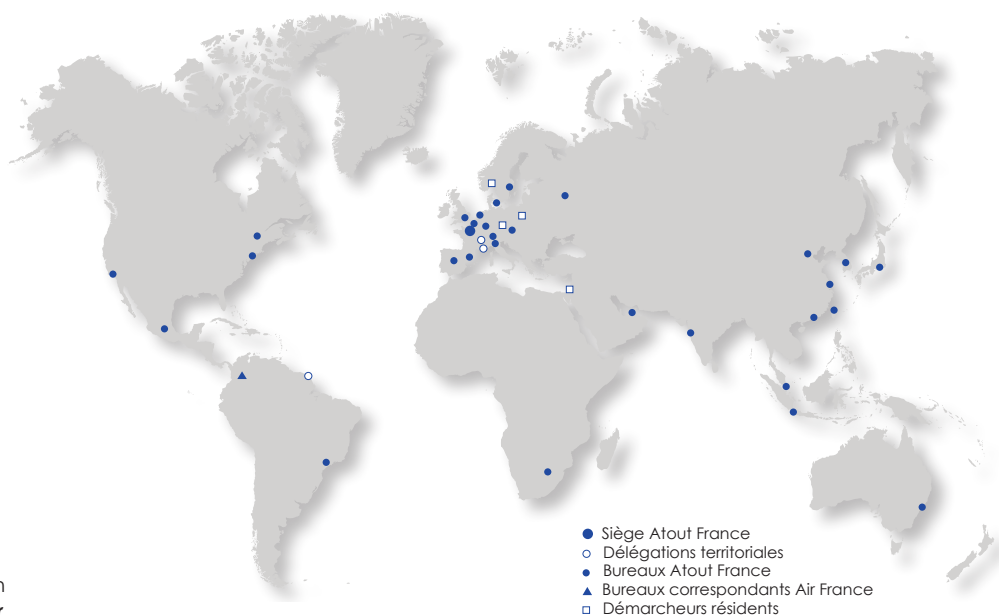 Siège Atout France
Délégations territoriales
Bureaux Atout France
Bureaux correspondants Air France
Démarcheurs résidents